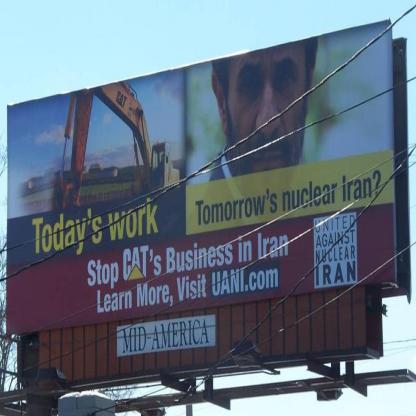 CAT
Today's work
Tomorrow's nuclear Iran?
Stop CAT's Business in Iran
Learn More, Visit UANI.com
UNITED
AGAINST
NUCLEAR
IRAN
MID-AMERICA